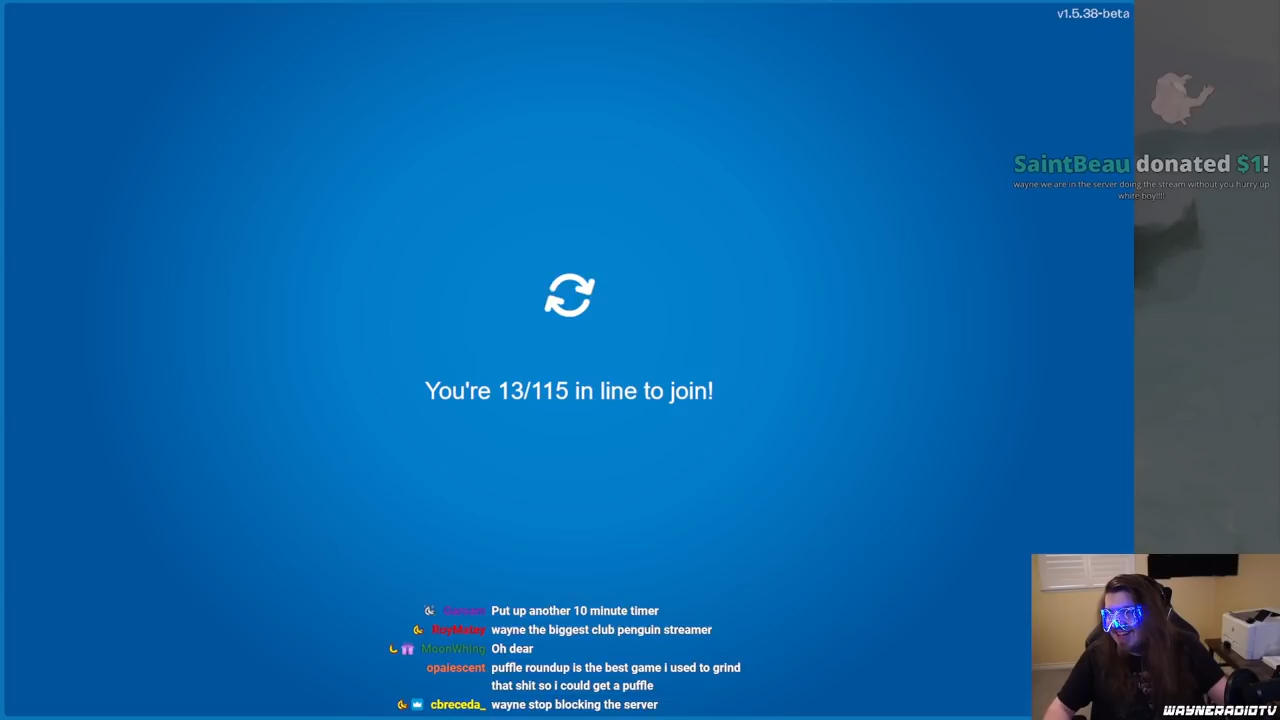 v1.5.38-beta
SaintBeau donated $1!
wayne we are in the server doing the stream without you hurry up
white boy!!!!
You're 13/115 in line to join!
Put up another 10 minute timer
wayne the biggest club penguin streamer
MoonWhing Oh dear
opalescent puffle roundup is the best game i used to grind
that shit so i could get a puffle
cbreceda_ wayne stop blocking the server
WAYNERADIOTV